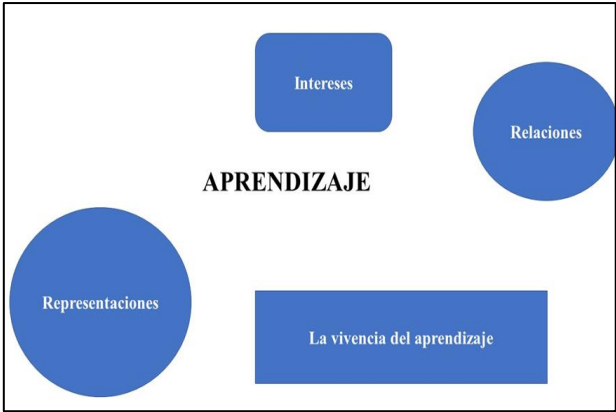 Intereses
Relaciones
APRENDIZAJE
Representaciones
La vivencia del aprendizaje